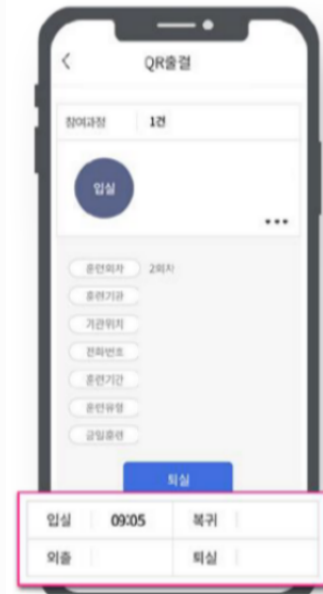 QR출결
참여과정 1건
입실
훈련회차 2회차
훈련기관
기관위치
전화번호
훈련기간
훈련유형
금일훈련
퇴실
입실 09:05 복귀
외출 퇴실